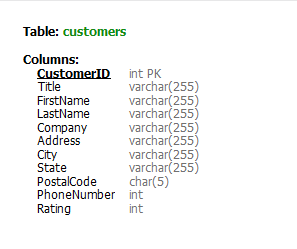 Table: customers
Columns:
CustomerID int PK
Title varchar(255)
FirstName varchar(255)
LastName varchar(255)
Company varchar(255)
Address varchar(255)
City varchar(255)
State varchar(255)
PostalCode char(5)
PhoneNumber int
Rating int